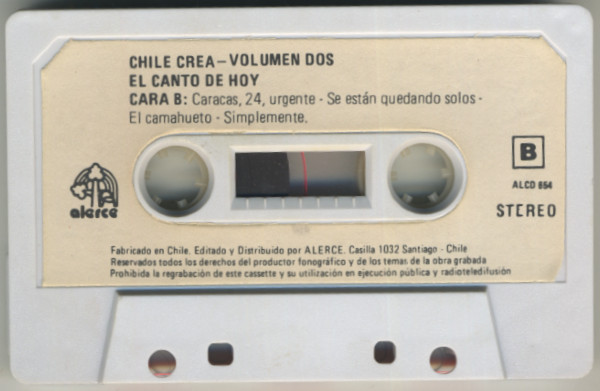 CHILE CREA – VOLUMEN DOS
EL CANTO DE HOY
CARA B: Caracas, 24, urgente - Se están quedando solos -
El camahueto - Simplemente.
B
ALCD 654
STEREO
alerce
Fabricado en Chile. Editado y Distribuido por ALERCE. Casilla 1032 Santiago - Chile
Reservados todos los derechos del productor fonográfico y de los temas de la obra grabada
Prohibida la regrabación de este cassette y su utilización en ejecución pública y radioteledifusión